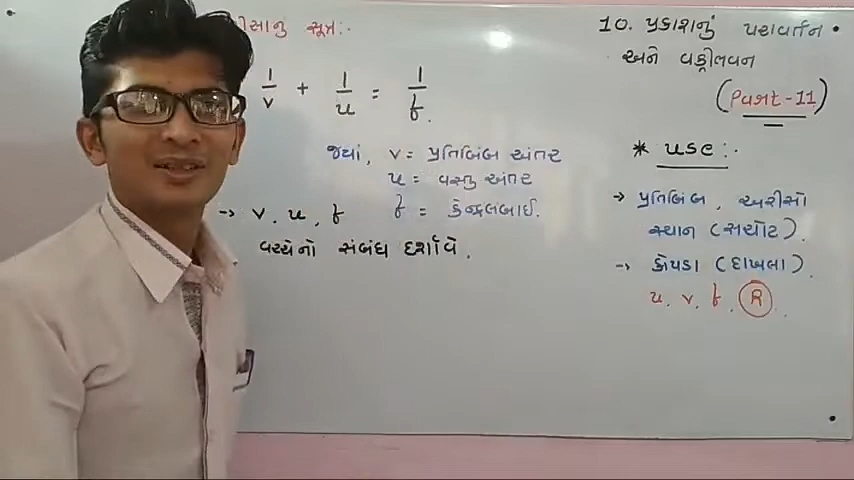 રીસાનુ સૂત્ર:-
1/v + 1/u = 1/f.
જ્યાં, v = પ્રતિબિંબ અંતર
u = વસ્તુ અંતર
f = કેન્દ્રલંબાઈ.
→ v, u, f
વચ્ચેનો સંબંધ દર્શાવે.
10. પ્રકાશનું પરાવર્તન
અને વક્રીભવન
(Part-11)
* use:-
→ પ્રતિબિંબ, અરીસો
સ્થાન (સચોટ).
→ કોયડા (દાખલા).
u, v, f, R.